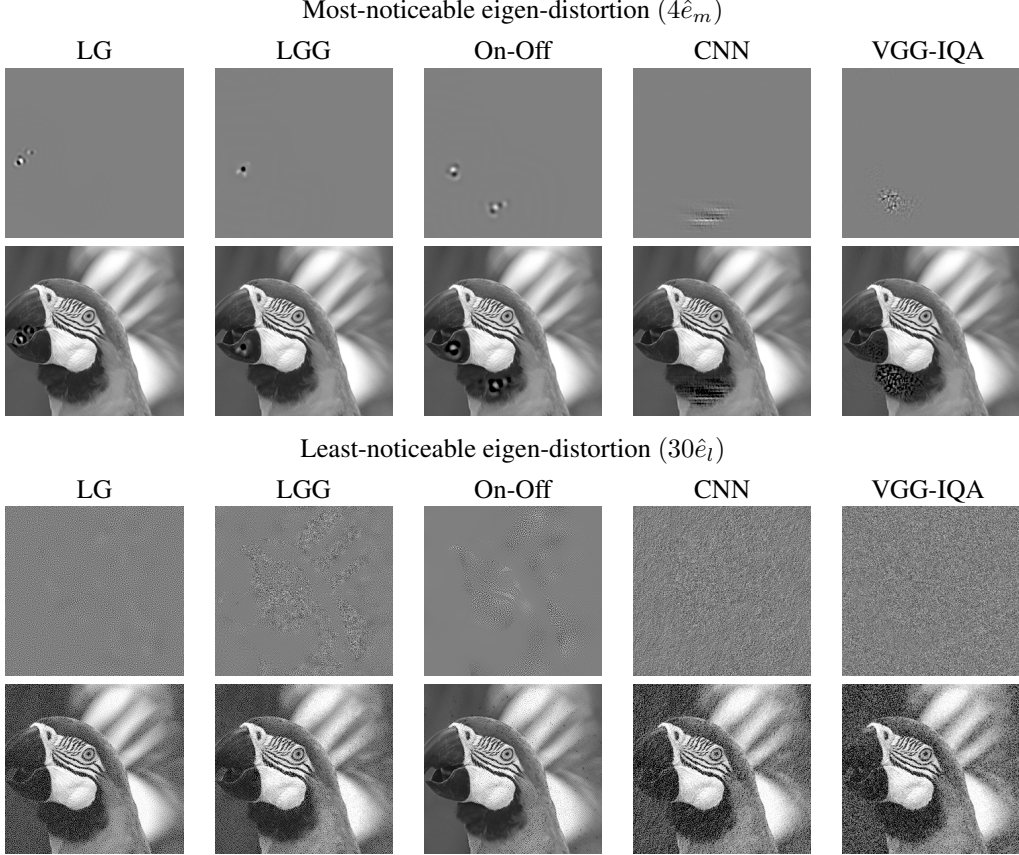 Most-noticeable eigen-distortion (4ê_m)
LG LGG On-Off CNN VGG-IQA
Least-noticeable eigen-distortion (30ê_l)
LG LGG On-Off CNN VGG-IQA